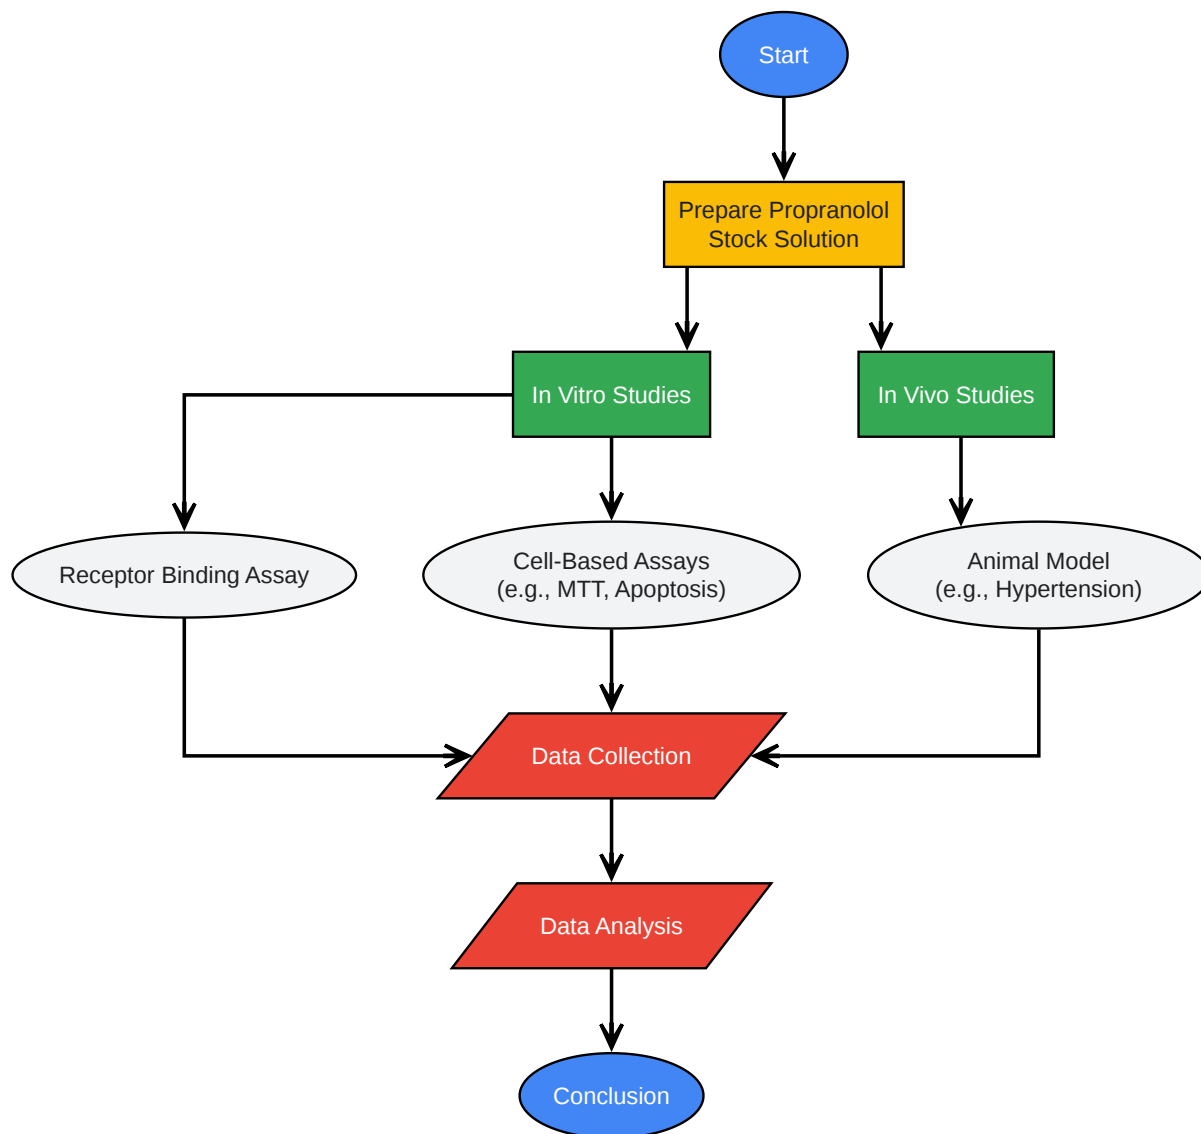 Start
Prepare Propranolol
Stock Solution
In Vitro Studies
In Vivo Studies
Receptor Binding Assay
Cell-Based Assays
(e.g., MTT, Apoptosis)
Animal Model
(e.g., Hypertension)
Data Collection
Data Analysis
Conclusion